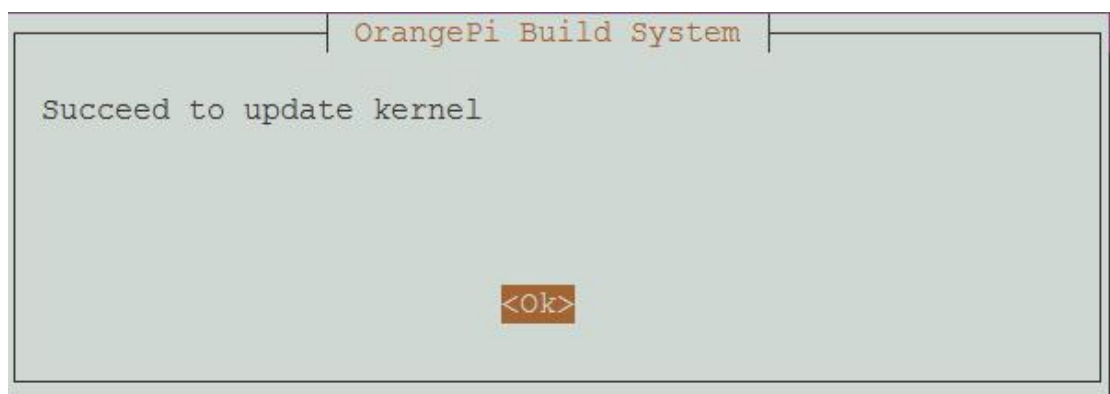 OrangePi Build System
Succeed to update kernel
<Ok>